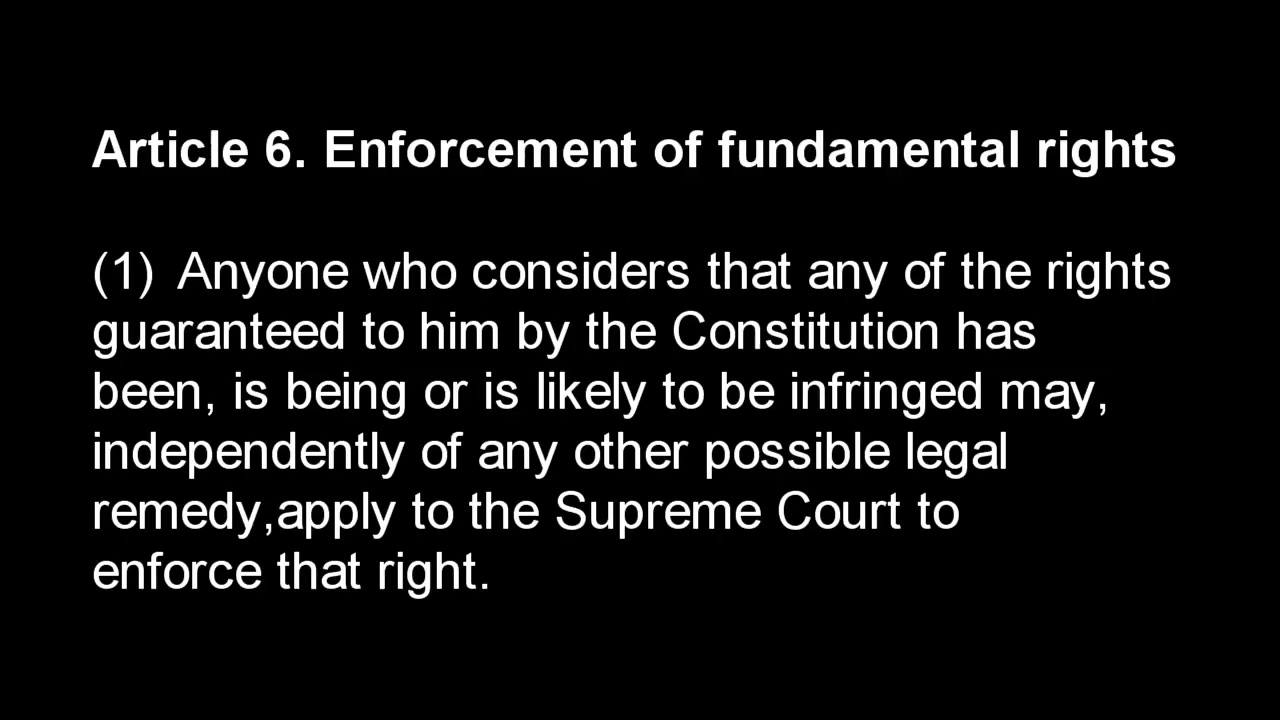 Article 6. Enforcement of fundamental rights
(1) Anyone who considers that any of the rights
guaranteed to him by the Constitution has
been, is being or is likely to be infringed may,
independently of any other possible legal
remedy,apply to the Supreme Court to
enforce that right.